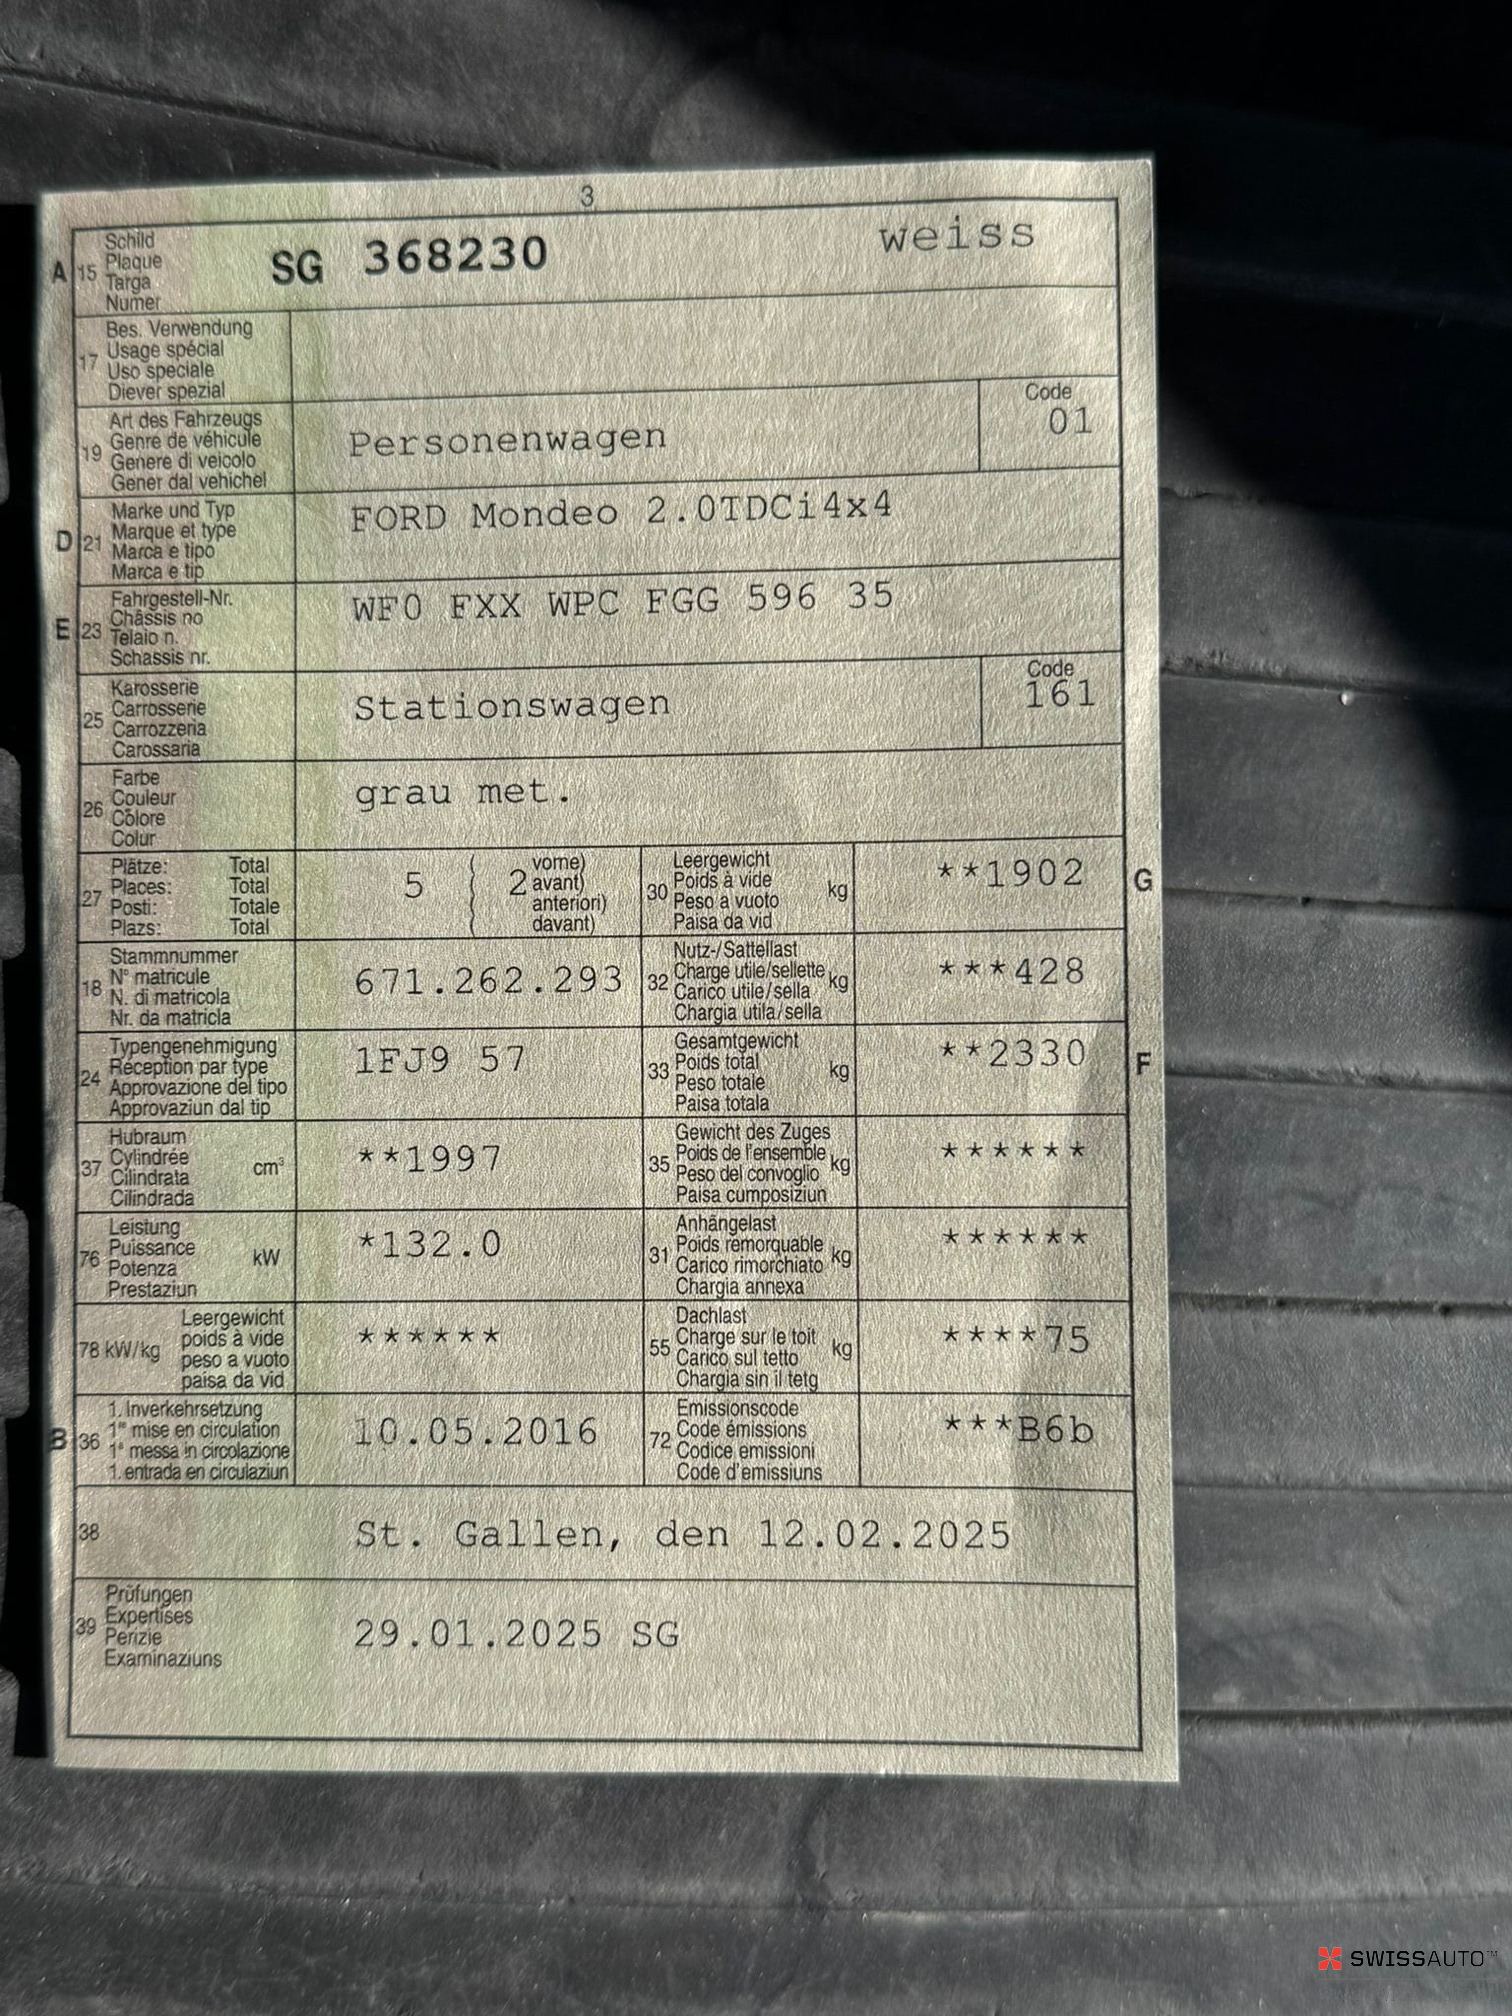 3
A 15 Schild
Plaque
Targa
Numer
SG 368230 weiss
17 Bes. Verwendung
Usage spécial
Uso speciale
Diever spezial
19 Art des Fahrzeugs
Genre de véhicule
Genere di veicolo
Gener dal vehichel
Personenwagen
Code
01
D 21 Marke und Typ
Marque et type
Marca e tipo
Marca e tip
FORD Mondeo 2.0TDCi4x4
E 23 Fahrgestell-Nr.
Châssis no
Telaio n.
Schassis nr.
WF0 FXX WPC FGG 596 35
25 Karosserie
Carrosserie
Carrozzeria
Carossaria
Stationswagen
Code
161
26 Farbe
Couleur
Colore
Colur
grau met.
27 Plätze: Total
Places: Total
Posti: Totale
Plazs: Total
5 ( 2 vorne)
avant)
anteriori)
( davant)
30 Leergewicht
Poids à vide
Peso a vuoto
Paisa da vid
kg
**1902 G
18 Stammnummer
N° matricule
N. di matricola
Nr. da matricla
671.262.293
32 Nutz-/Sattellast
Charge utile/sellette
Carico utile/sella
Chargia utila/sella
kg
***428
24 Typengenehmigung
Réception par type
Approvazione del tipo
Approvaziun dal tip
1FJ9 57
33 Gesamtgewicht
Poids total
Peso totale
Paisa totala
kg
**2330 F
37 Hubraum
Cylindrée
Cilindrata
Cilindrada
cm³
**1997
35 Gewicht des Zuges
Poids de l'ensemble
Peso del convoglio
Paisa cumposiziun
kg
******
76 Leistung
Puissance
Potenza
Prestaziun
kW
*132.0
31 Anhängelast
Poids remorquable
Carico rimorchiato
Chargia annexa
kg
******
78 kW/kg Leergewicht
poids à vide
peso a vuoto
paisa da vid
******
55 Dachlast
Charge sur le toit
Carico sul tetto
Chargia sin il tetg
kg
****75
B 36 1. Inverkehrsetzung
1re mise en circulation
1a messa in circolazione
1. entrada en circulaziun
10.05.2016
72 Emissionscode
Code émissions
Codice emissioni
Code d'emissiuns
***B6b
38 St. Gallen, den 12.02.2025
39 Prüfungen
Expertises
Perizie
Examinaziuns
29.01.2025 SG
SWISSAUTO™